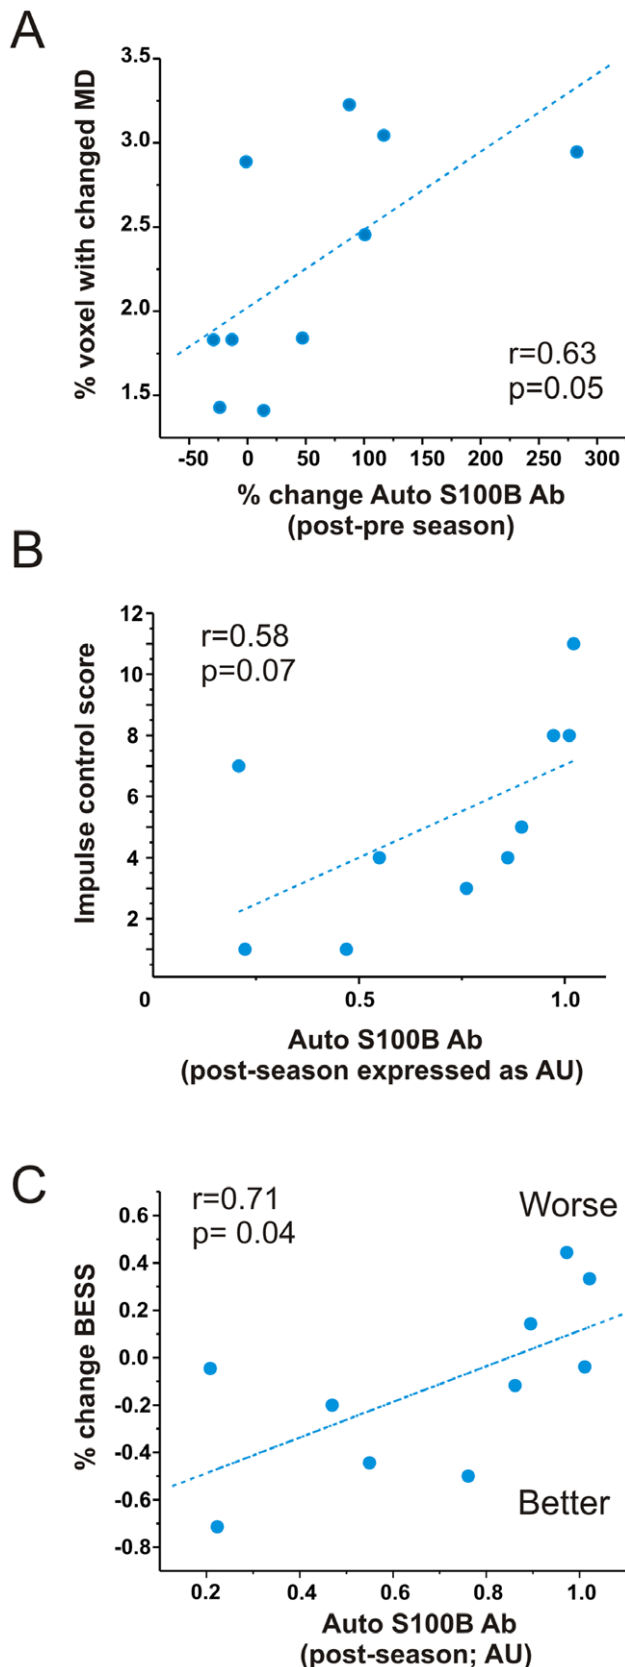 A
% voxel with changed MD
3.5
3.0
2.5
2.0
1.5
r=0.63
p=0.05
-50 0 50 100 150 200 250 300
% change Auto S100B Ab
(post-pre season)
B
Impulse control score
12
10
8
6
4
2
r=0.58
p=0.07
0 0.5 1.0
Auto S100B Ab
(post-season expressed as AU)
C
% change BESS
0.6
0.4
0.2
0.0
-0.2
-0.4
-0.6
-0.8
r=0.71
p= 0.04
Worse
Better
0.2 0.4 0.6 0.8 1.0
Auto S100B Ab
(post-season; AU)